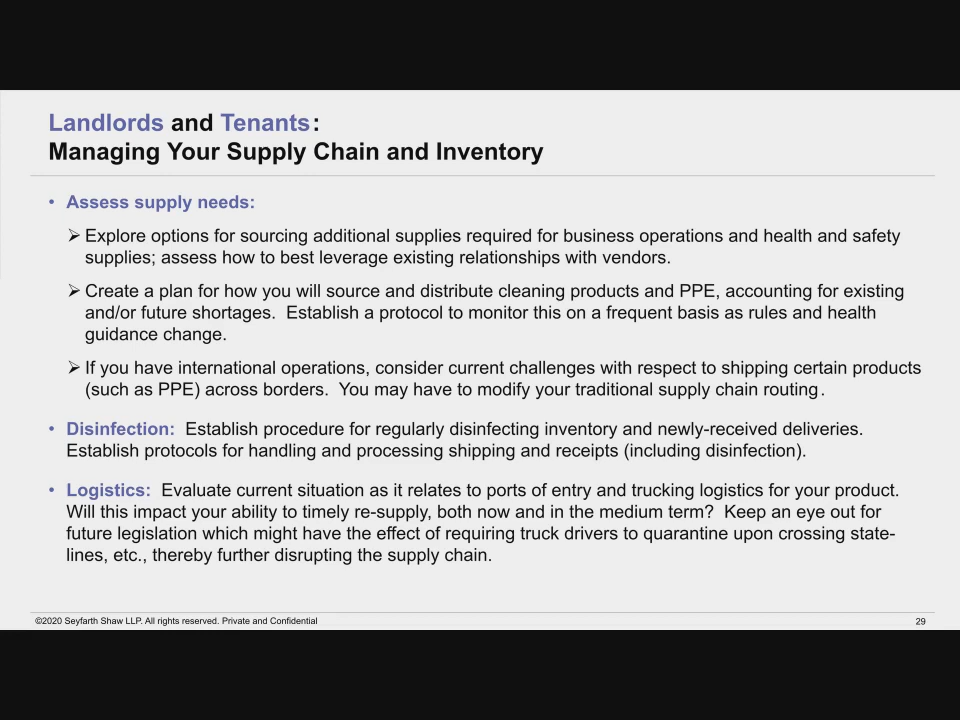 Landlords and Tenants:
Managing Your Supply Chain and Inventory
• Assess supply needs:
➢ Explore options for sourcing additional supplies required for business operations and health and safety
supplies; assess how to best leverage existing relationships with vendors.
➢ Create a plan for how you will source and distribute cleaning products and PPE, accounting for existing
and/or future shortages.  Establish a protocol to monitor this on a frequent basis as rules and health
guidance change.
➢ If you have international operations, consider current challenges with respect to shipping certain products
(such as PPE) across borders.  You may have to modify your traditional supply chain routing.
• Disinfection:  Establish procedure for regularly disinfecting inventory and newly-received deliveries.
Establish protocols for handling and processing shipping and receipts (including disinfection).
• Logistics:  Evaluate current situation as it relates to ports of entry and trucking logistics for your product.
Will this impact your ability to timely re-supply, both now and in the medium term?  Keep an eye out for
future legislation which might have the effect of requiring truck drivers to quarantine upon crossing state-
lines, etc., thereby further disrupting the supply chain.
©2020 Seyfarth Shaw LLP. All rights reserved. Private and Confidential
29